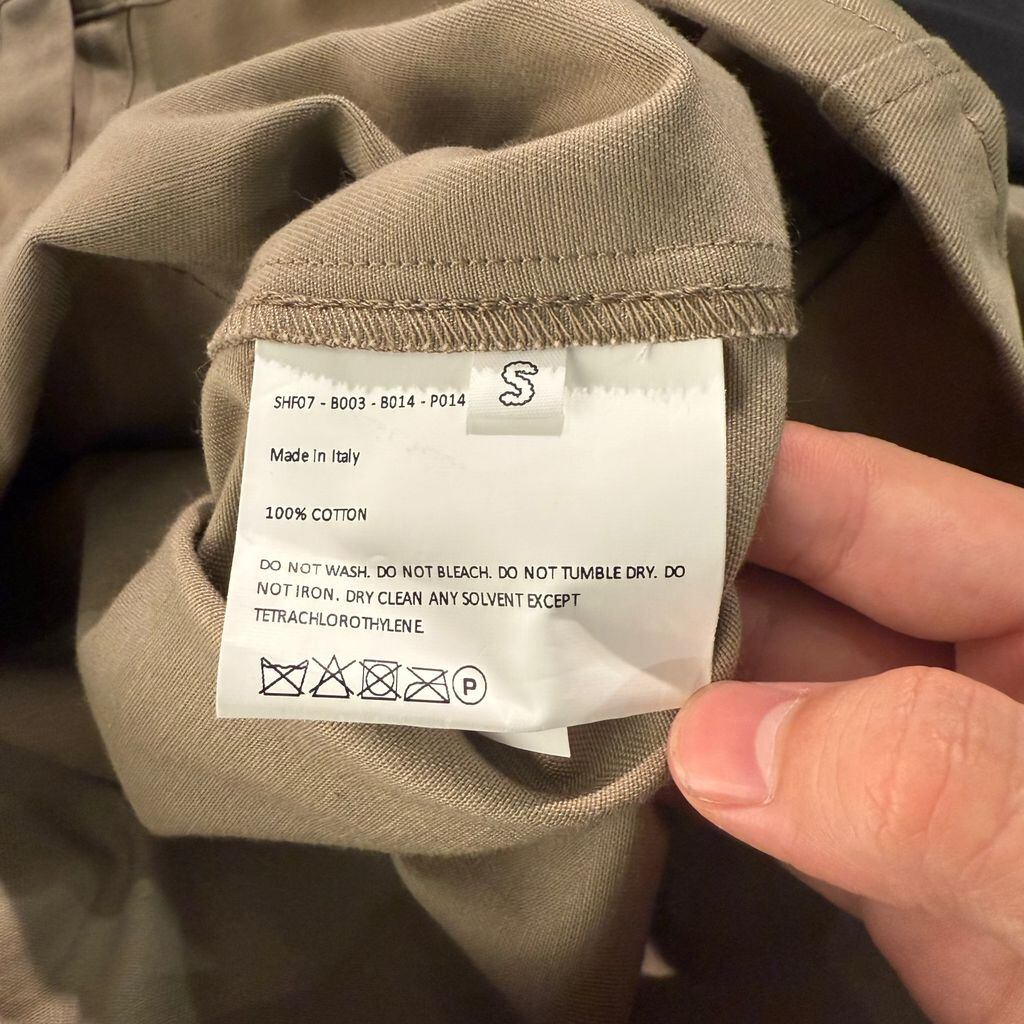 S
SHF07 - B003 - B014 - P014
Made in Italy
100% COTTON
DO NOT WASH. DO NOT BLEACH. DO NOT TUMBLE DRY. DO
NOT IRON. DRY CLEAN ANY SOLVENT EXCEPT
TETRACHLOROTHYLENE
P